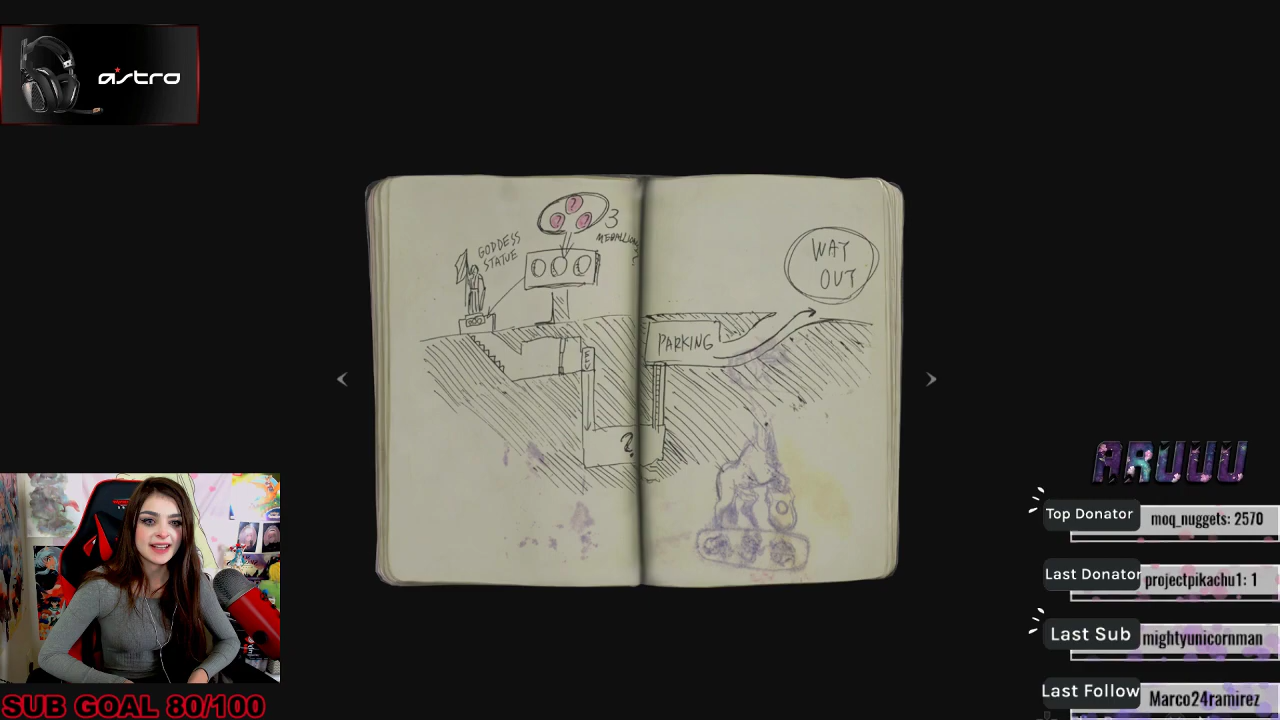 astro
GODDESS
STATUE
3
MEDALLIONS
?
? ? ?
WAY
OUT
PARKING
?
ARUUU
Top Donator
moq_nuggets: 2570
Last Donator
projectpikachu1: 1
Last Sub
mightyunicornman
Last Follow
Marco24ramirez
SUB GOAL 80/100